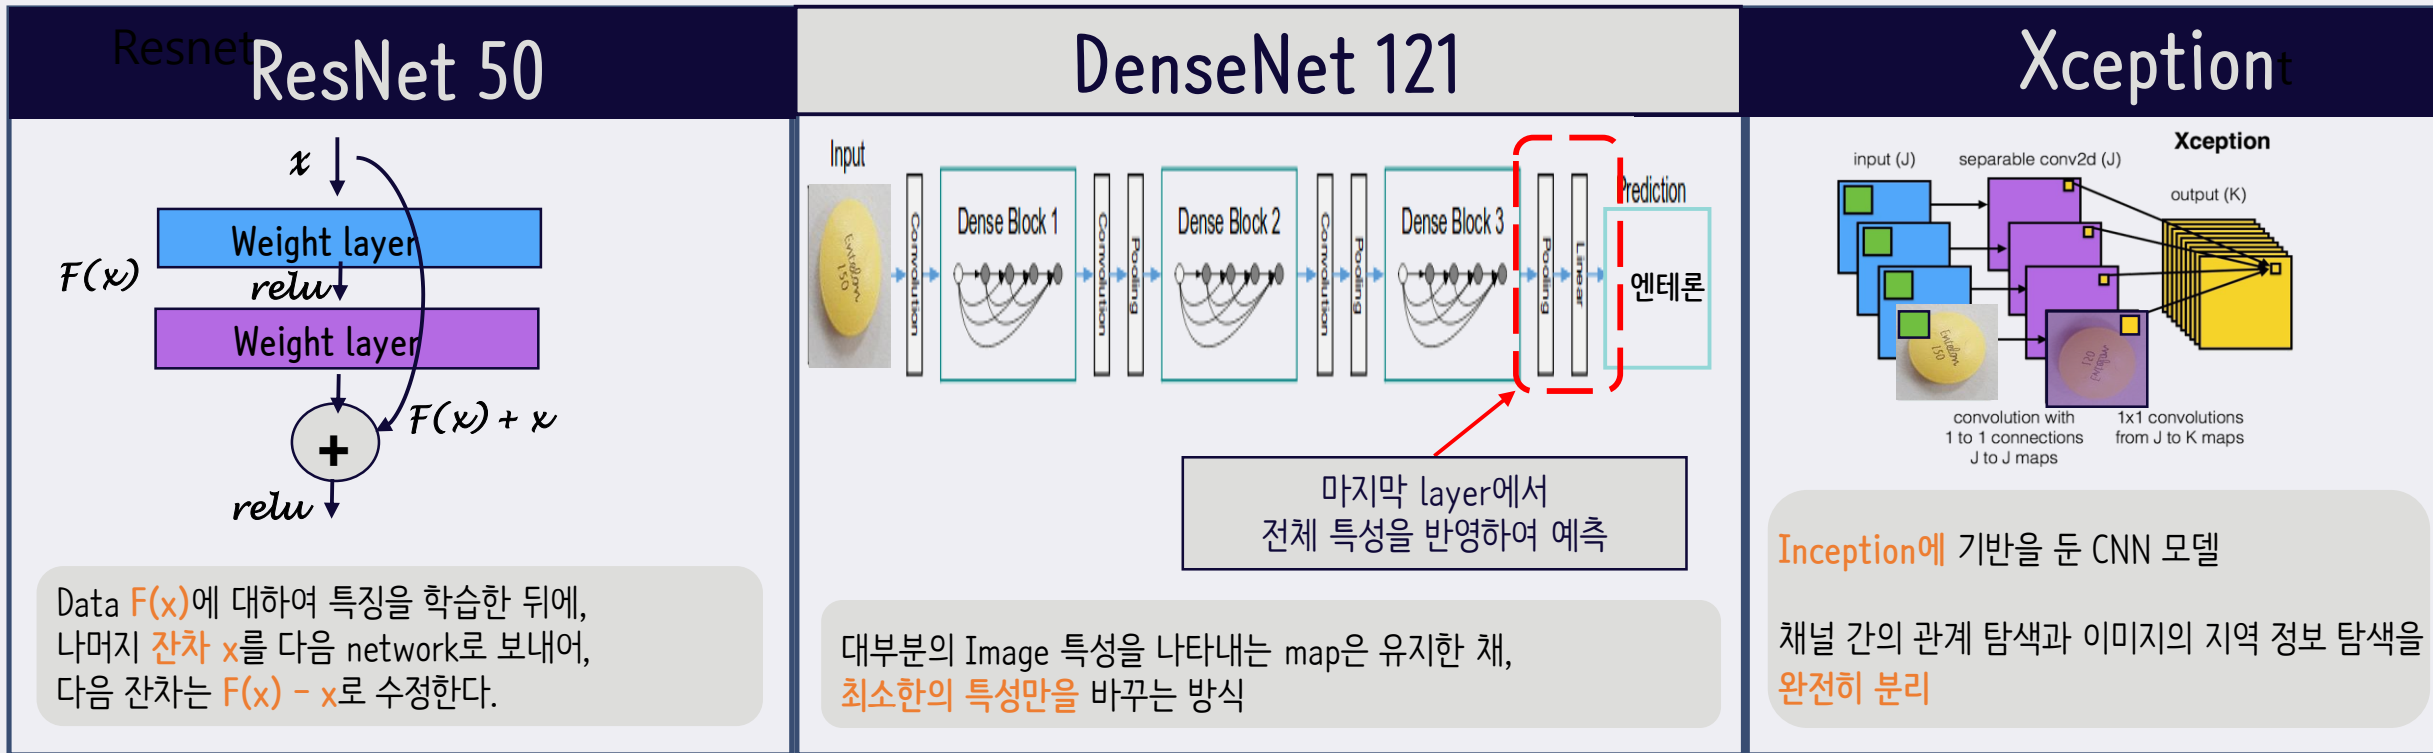 Resnet
ResNet 50
x
Weight layer
F(x)
relu
Weight layer
F(x) + x
+
relu
Data F(x)에 대하여 특징을 학습한 뒤에,
나머지 잔차 x를 다음 network로 보내어,
다음 잔차는 F(x) - x로 수정한다.
DenseNet 121
Input
Entelon
150
Convolution
Dense Block 1
Convolution
Pooling
Dense Block 2
Convolution
Pooling
Dense Block 3
Pooling
Linear
Prediction
엔테론
마지막 layer에서
전체 특성을 반영하여 예측
대부분의 Image 특성을 나타내는 map은 유지한 채,
최소한의 특성만을 바꾸는 방식
Xception
t
Xception
input (J)
separable conv2d (J)
output (K)
Entelon
150
Entelon
150
convolution with
1 to 1 connections
J to J maps
1x1 convolutions
from J to K maps
Inception에 기반을 둔 CNN 모델
채널 간의 관계 탐색과 이미지의 지역 정보 탐색을
완전히 분리